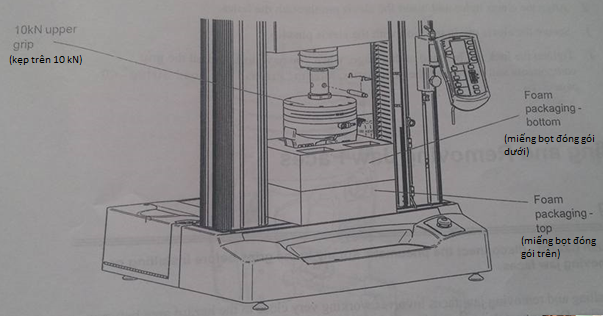 10kN upper
grip
(kẹp trên 10 kN)
Foam
packaging -
bottom
(miếng bọt đóng gói
dưới)
Foam
packaging -
top
(miếng bọt đóng
gói trên)